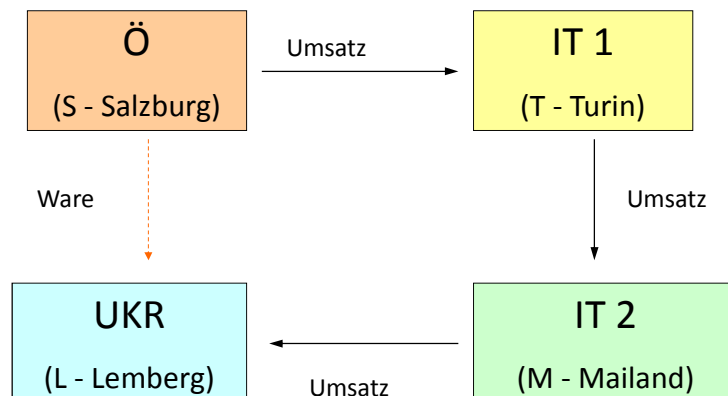 Ö
(S - Salzburg)
Umsatz
IT 1
(T - Turin)
Ware
Umsatz
UKR
(L - Lemberg)
Umsatz
IT 2
(M - Mailand)